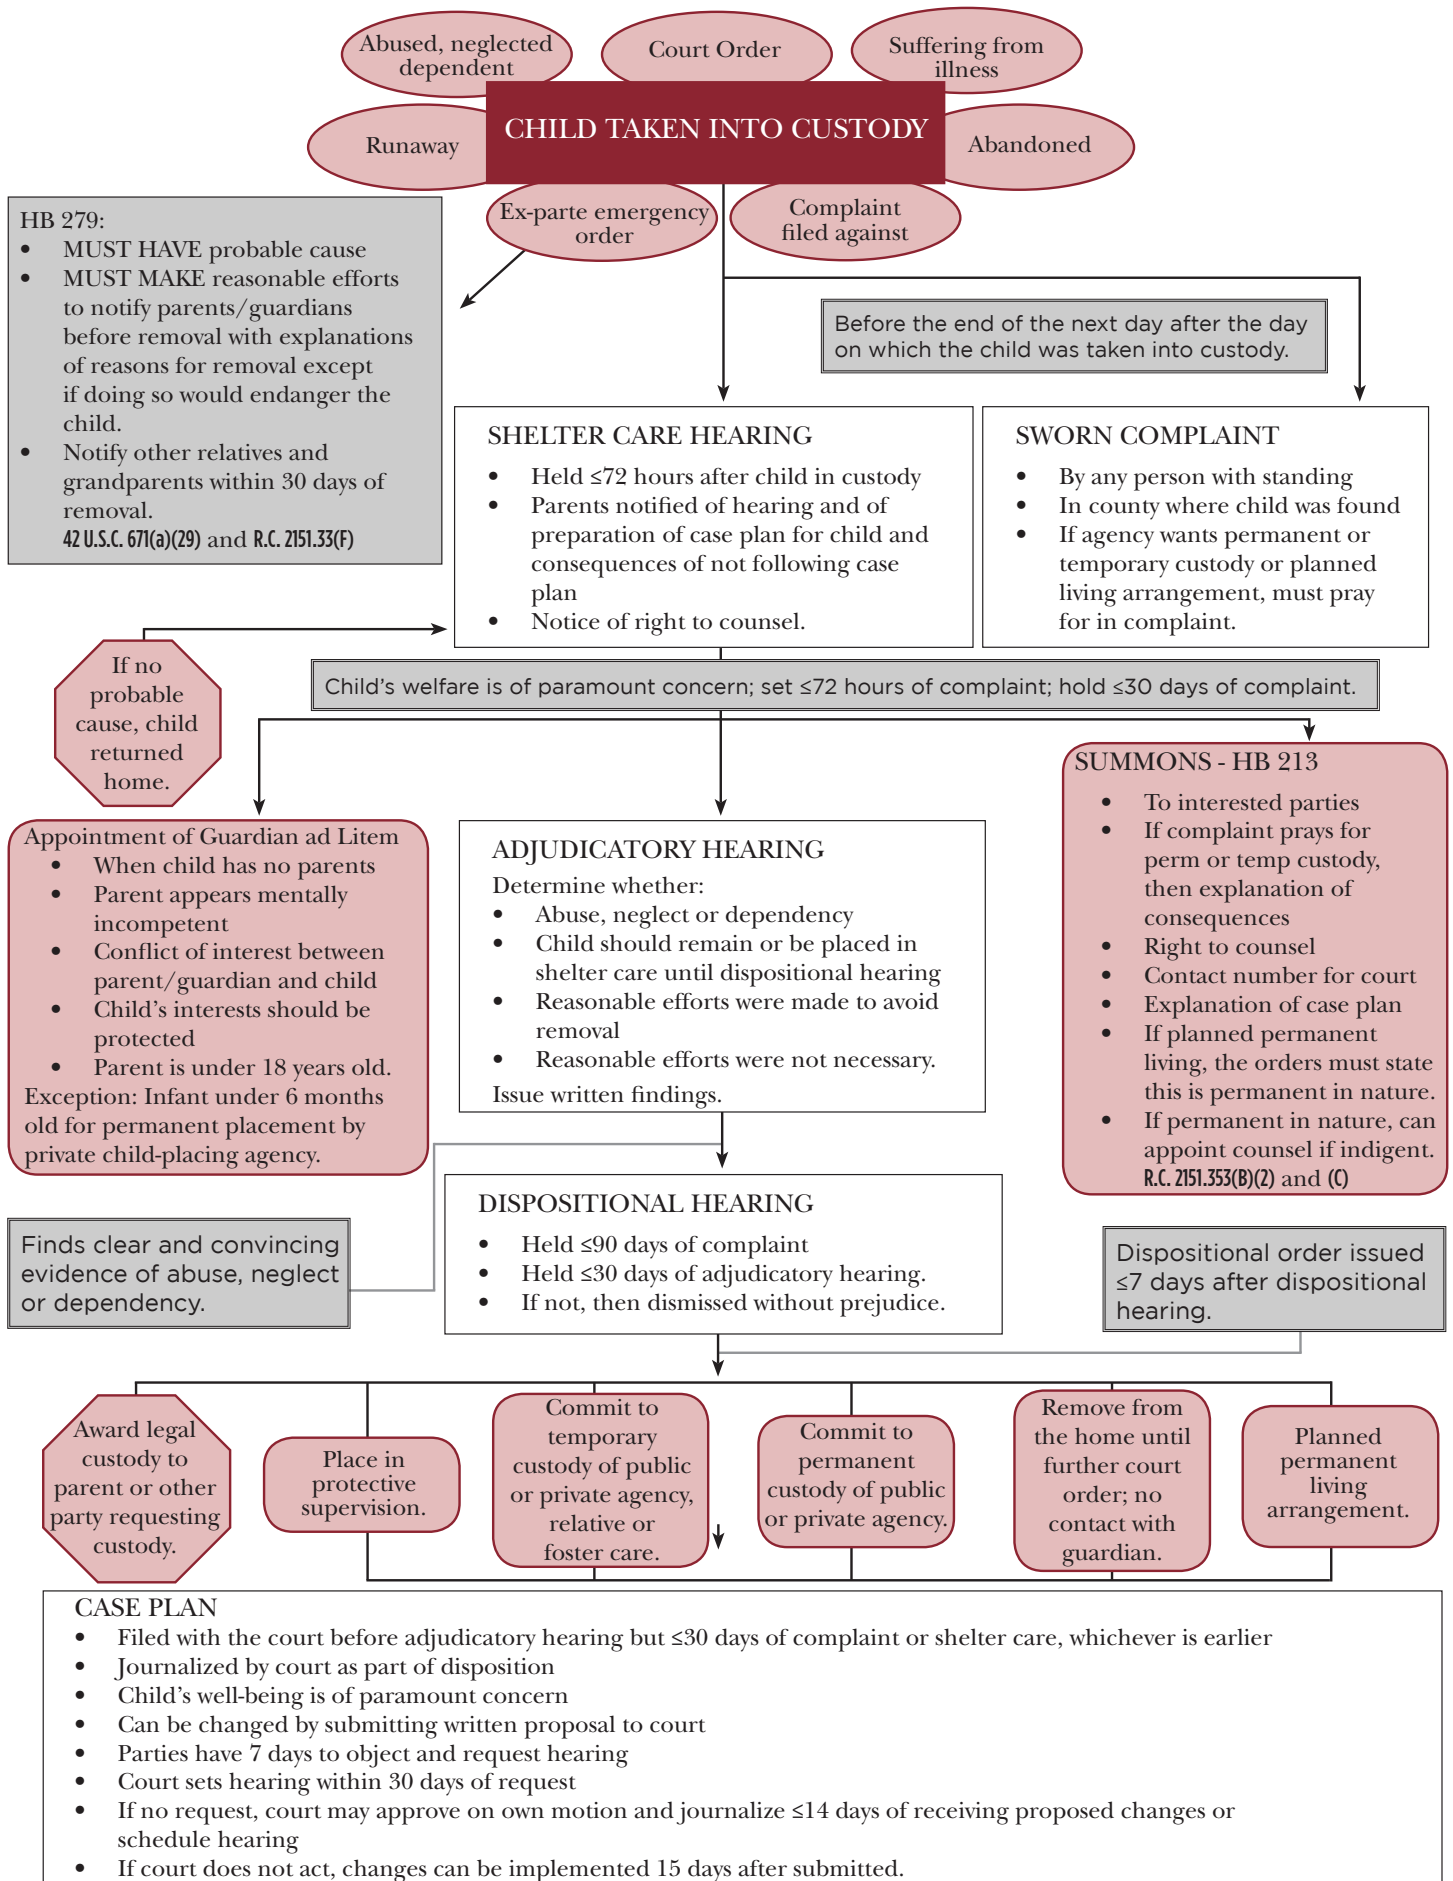 Abused, neglected
dependent
Court Order
Suffering from
illness
Runaway
CHILD TAKEN INTO CUSTODY
Abandoned
Ex-parte emergency
order
Complaint
filed against
HB 279:
• MUST HAVE probable cause
• MUST MAKE reasonable efforts
to notify parents/guardians
before removal with explanations
of reasons for removal except
if doing so would endanger the
child.
• Notify other relatives and
grandparents within 30 days of
removal.
42 U.S.C. 671(a)(29) and R.C. 2151.33(F)
Before the end of the next day after the day
on which the child was taken into custody.
SHELTER CARE HEARING
• Held ≤72 hours after child in custody
• Parents notified of hearing and of
preparation of case plan for child and
consequences of not following case
plan
• Notice of right to counsel.
SWORN COMPLAINT
• By any person with standing
• In county where child was found
• If agency wants permanent or
temporary custody or planned
living arrangement, must pray
for in complaint.
If no
probable
cause, child
returned
home.
Child's welfare is of paramount concern; set ≤72 hours of complaint; hold ≤30 days of complaint.
Appointment of Guardian ad Litem
• When child has no parents
• Parent appears mentally
incompetent
• Conflict of interest between
parent/guardian and child
• Child's interests should be
protected
• Parent is under 18 years old.
Exception: Infant under 6 months
old for permanent placement by
private child-placing agency.
ADJUDICATORY HEARING
Determine whether:
• Abuse, neglect or dependency
• Child should remain or be placed in
shelter care until dispositional hearing
• Reasonable efforts were made to avoid
removal
• Reasonable efforts were not necessary.
Issue written findings.
SUMMONS - HB 213
• To interested parties
• If complaint prays for
perm or temp custody,
then explanation of
consequences
• Right to counsel
• Contact number for court
• Explanation of case plan
• If planned permanent
living, the orders must state
this is permanent in nature.
• If permanent in nature, can
appoint counsel if indigent.
R.C. 2151.353(B)(2) and (C)
Finds clear and convincing
evidence of abuse, neglect
or dependency.
DISPOSITIONAL HEARING
• Held ≤90 days of complaint
• Held ≤30 days of adjudicatory hearing.
• If not, then dismissed without prejudice.
Dispositional order issued
≤7 days after dispositional
hearing.
Award legal
custody to
parent or other
party requesting
custody.
Place in
protective
supervision.
Commit to
temporary
custody of public
or private agency,
relative or
foster care.
Commit to
permanent
custody of public
or private agency.
Remove from
the home until
further court
order; no
contact with
guardian.
Planned
permanent
living
arrangement.
CASE PLAN
• Filed with the court before adjudicatory hearing but ≤30 days of complaint or shelter care, whichever is earlier
• Journalized by court as part of disposition
• Child's well-being is of paramount concern
• Can be changed by submitting written proposal to court
• Parties have 7 days to object and request hearing
• Court sets hearing within 30 days of request
• If no request, court may approve on own motion and journalize ≤14 days of receiving proposed changes or
schedule hearing
• If court does not act, changes can be implemented 15 days after submitted.